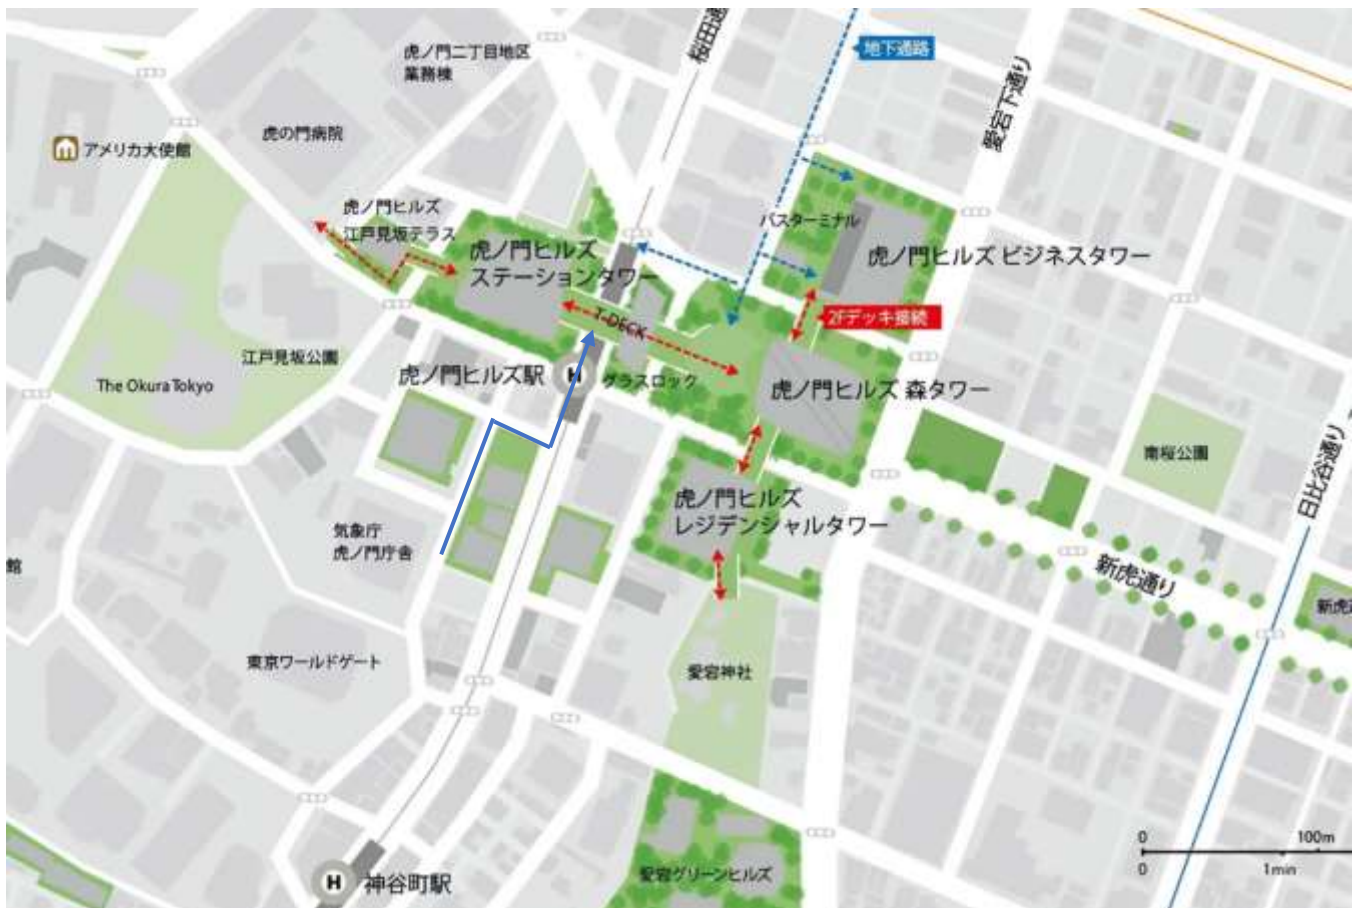 桜田通
虎ノ門二丁目地区
業務棟
地下通路
愛宕下通り
虎の門病院
アメリカ大使館
虎ノ門ヒルズ
江戸見坂テラス
バスターミナル
虎ノ門ヒルズ
ステーションタワー
虎ノ門ヒルズ ビジネスタワー
T-DECK
2Fデッキ接続
江戸見坂公園
The Okura Tokyo
虎ノ門ヒルズ駅
H
グラスロック
虎ノ門ヒルズ 森タワー
南桜公園
日比谷通り
虎ノ門ヒルズ
レジデンシャルタワー
気象庁
虎ノ門庁舎
館
新虎通り
新虎
東京ワールドゲート
愛宕神社
0
100m
0
1min
H
神谷町駅
愛宕グリーンヒルズ